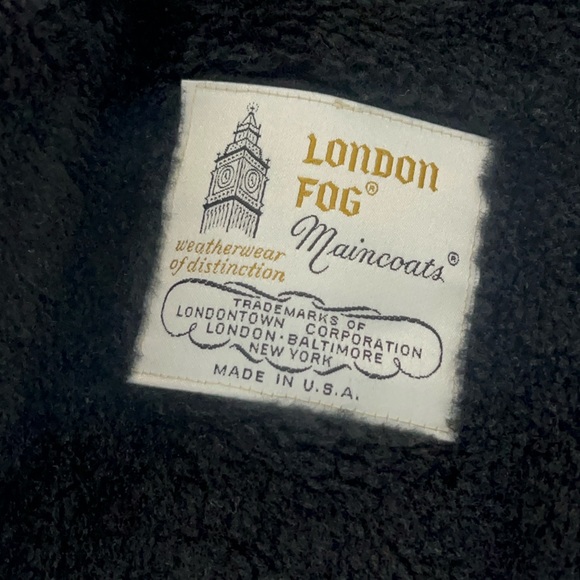 LONDON
FOG®
Maincoats®
weatherwear
of distinction
TRADEMARKS OF
LONDONTOWN CORPORATION
LONDON · BALTIMORE
NEW YORK
MADE IN U.S.A.